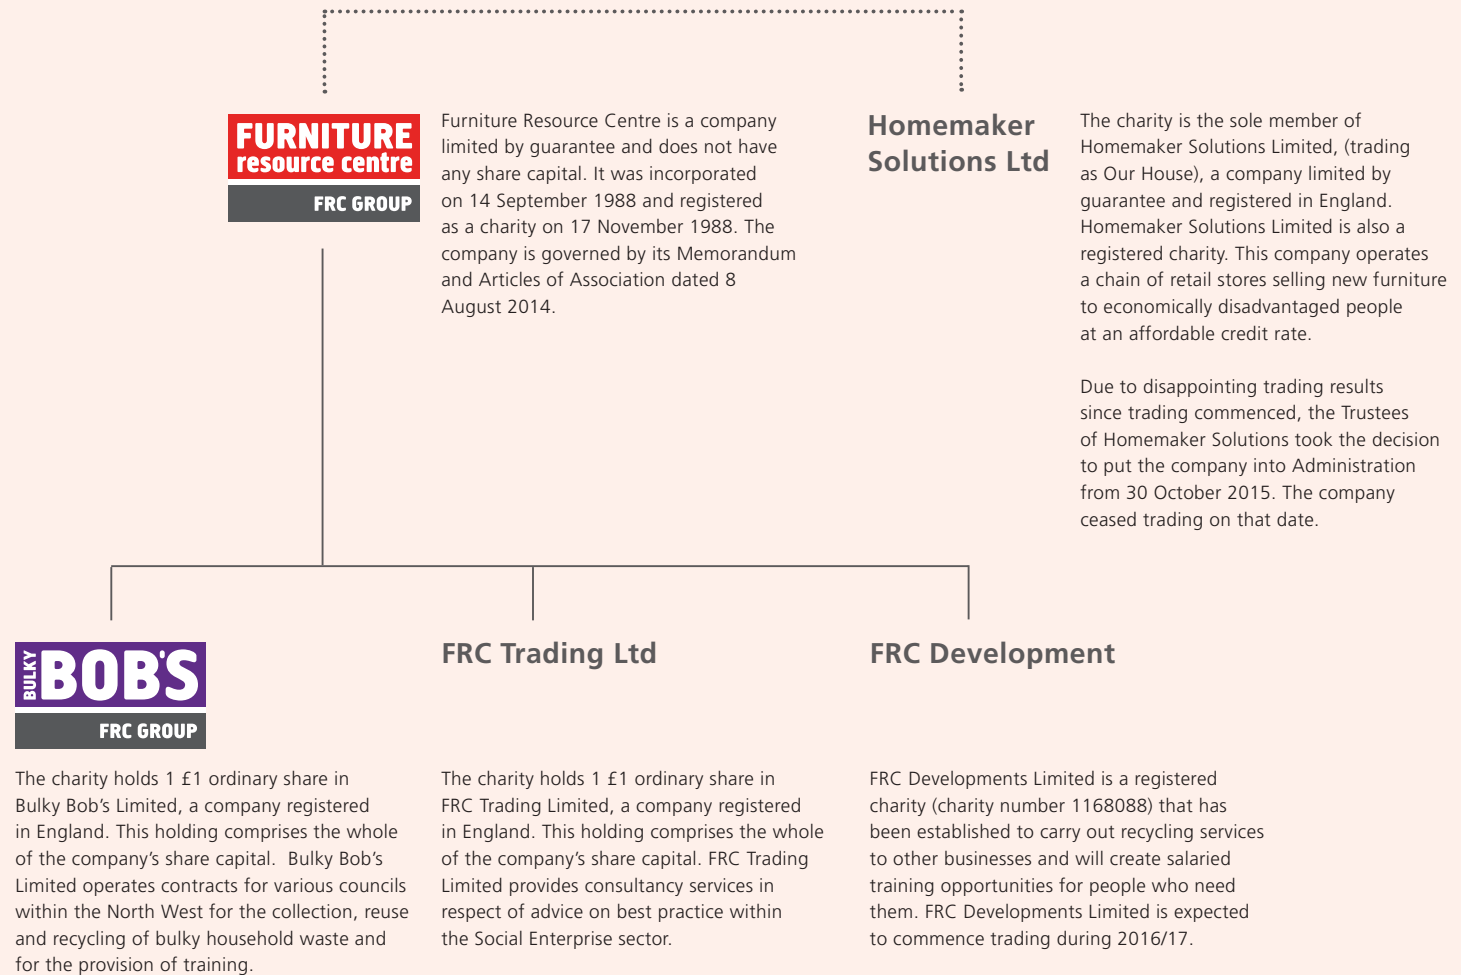 FURNITURE
resource centre
FRC GROUP
Furniture Resource Centre is a company
limited by guarantee and does not have
any share capital. It was incorporated
on 14 September 1988 and registered
as a charity on 17 November 1988. The
company is governed by its Memorandum
and Articles of Association dated 8
August 2014.
Homemaker
Solutions Ltd
The charity is the sole member of
Homemaker Solutions Limited, (trading
as Our House), a company limited by
guarantee and registered in England.
Homemaker Solutions Limited is also a
registered charity. This company operates
a chain of retail stores selling new furniture
to economically disadvantaged people
at an affordable credit rate.
Due to disappointing trading results
since trading commenced, the Trustees
of Homemaker Solutions took the decision
to put the company into Administration
from 30 October 2015. The company
ceased trading on that date.
BULKY BOB'S
FRC GROUP
The charity holds 1 £1 ordinary share in
Bulky Bob’s Limited, a company registered
in England. This holding comprises the whole
of the company’s share capital.  Bulky Bob’s
Limited operates contracts for various councils
within the North West for the collection, reuse
and recycling of bulky household waste and
for the provision of training.
FRC Trading Ltd
The charity holds 1 £1 ordinary share in
FRC Trading Limited, a company registered
in England. This holding comprises the whole
of the company’s share capital. FRC Trading
Limited provides consultancy services in
respect of advice on best practice within
the Social Enterprise sector.
FRC Development
FRC Developments Limited is a registered
charity (charity number 1168088) that has
been established to carry out recycling services
to other businesses and will create salaried
training opportunities for people who need
them. FRC Developments Limited is expected
to commence trading during 2016/17.